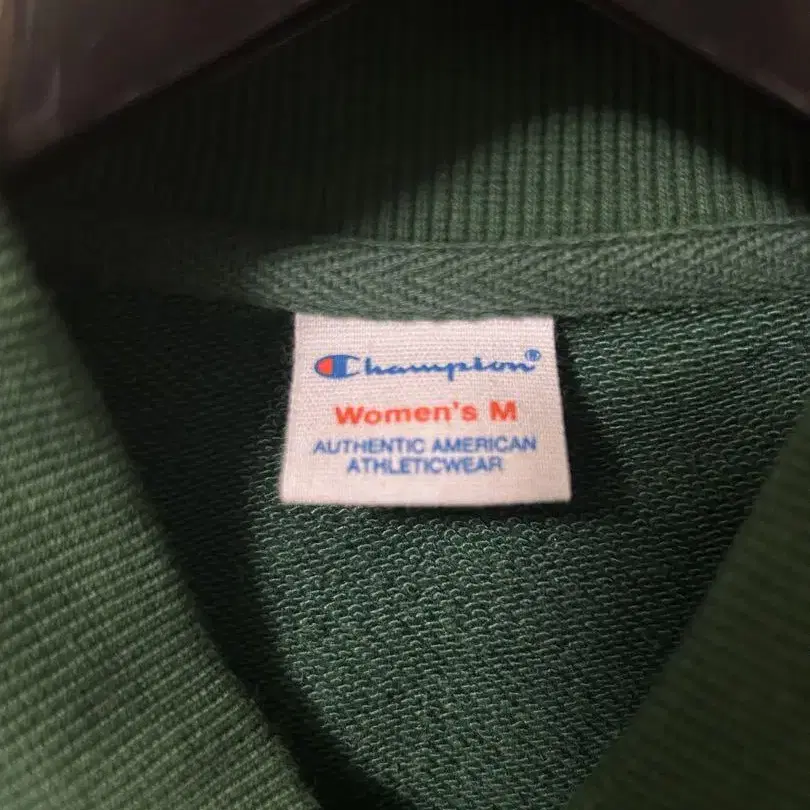 Champion®
Women's M
AUTHENTIC AMERICAN
ATHLETICWEAR